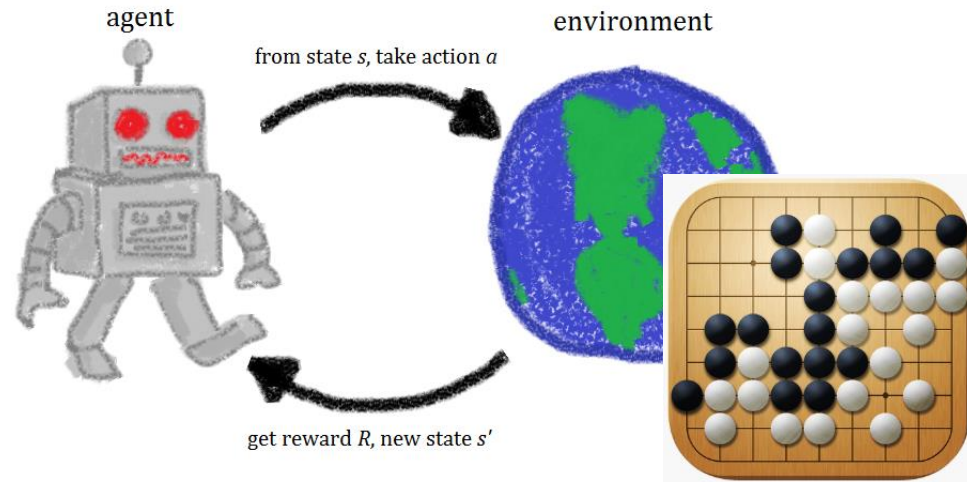 agent
environment
from state s, take action a
get reward R, new state s′